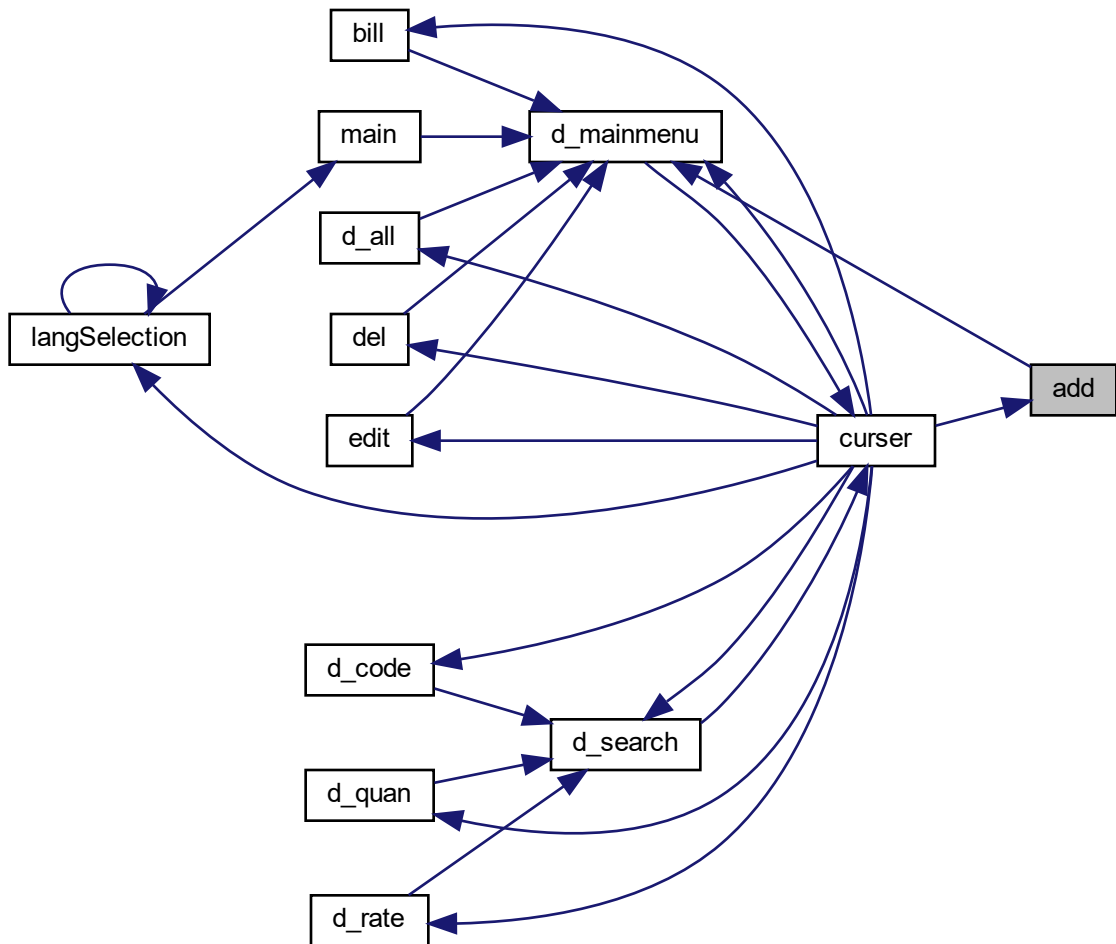 bill
main
d_mainmenu
d_all
langSelection
del
add
edit
curser
d_code
d_search
d_quan
d_rate